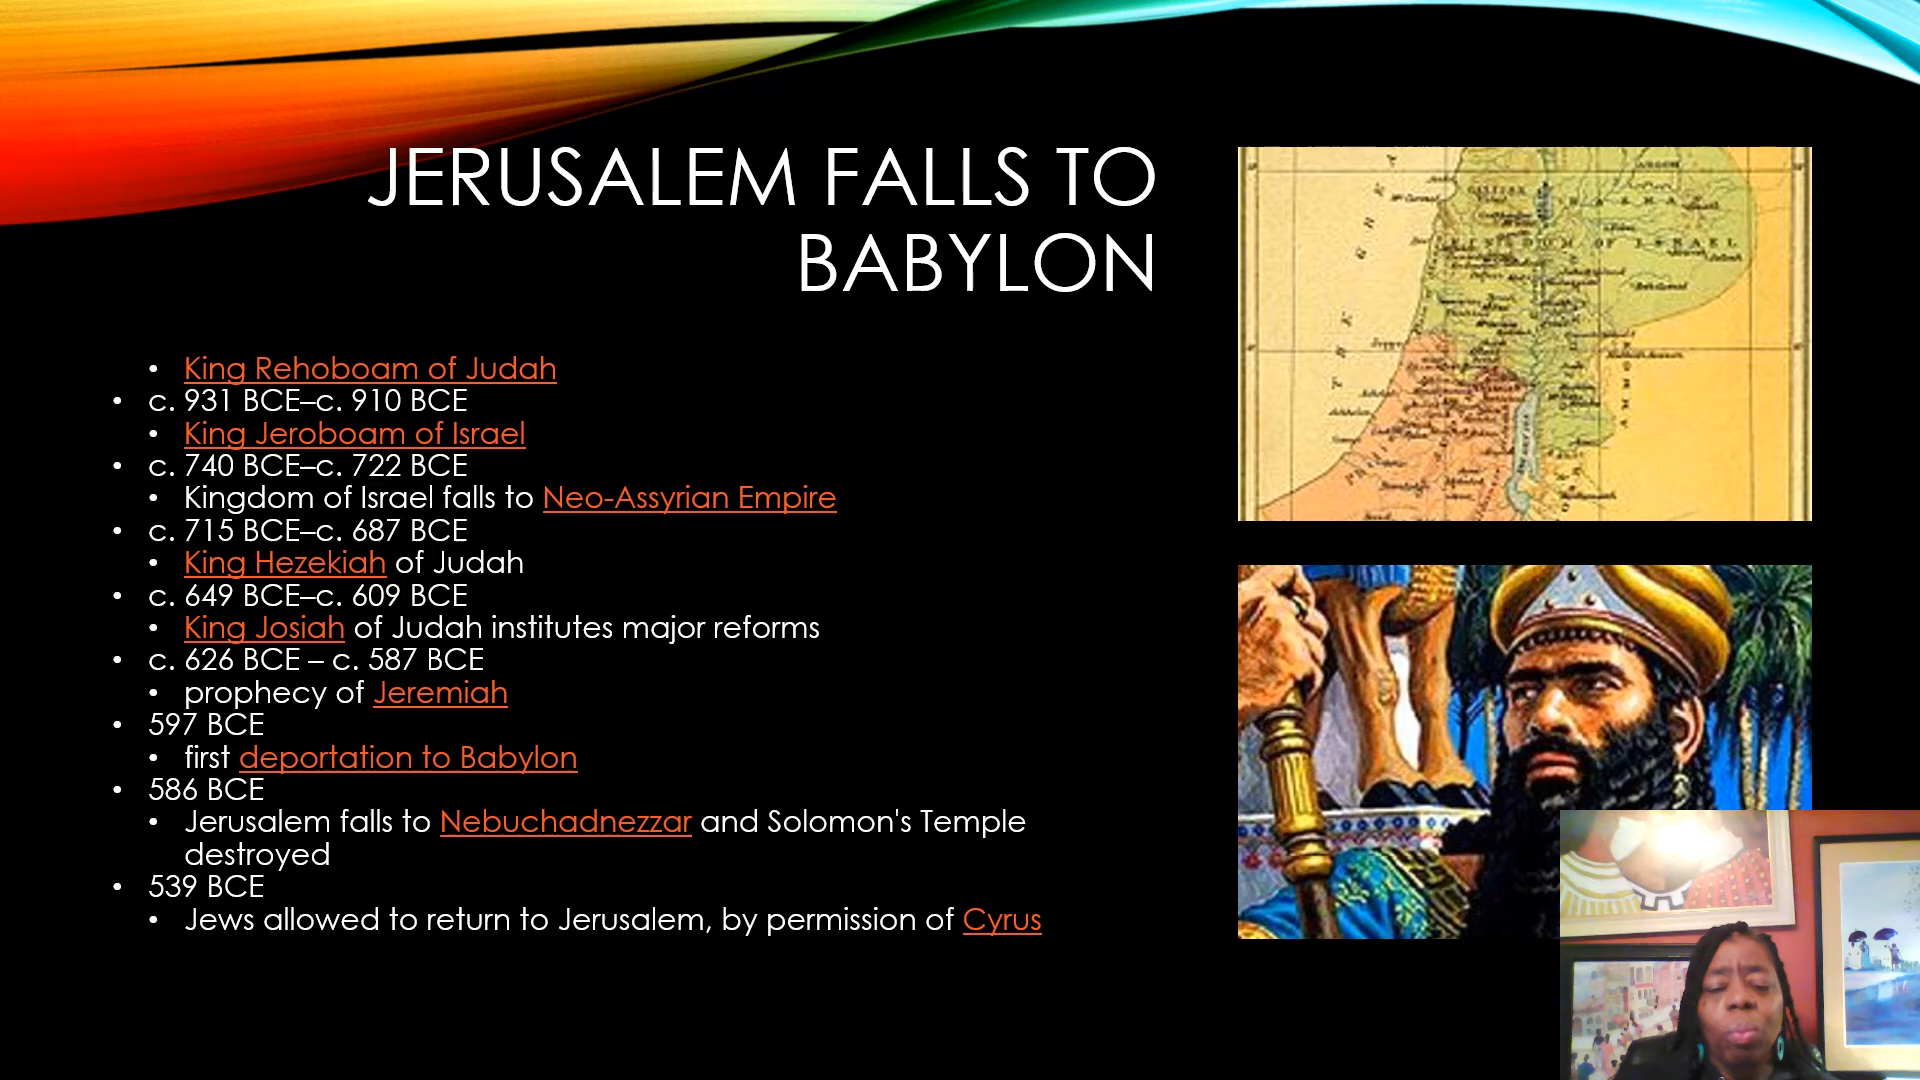 JERUSALEM FALLS TO
BABYLON
• King Rehoboam of Judah
• c. 931 BCE–c. 910 BCE
• King Jeroboam of Israel
• c. 740 BCE–c. 722 BCE
• Kingdom of Israel falls to Neo-Assyrian Empire
• c. 715 BCE–c. 687 BCE
• King Hezekiah of Judah
• c. 649 BCE–c. 609 BCE
• King Josiah of Judah institutes major reforms
• c. 626 BCE – c. 587 BCE
• prophecy of Jeremiah
• 597 BCE
• first deportation to Babylon
• 586 BCE
• Jerusalem falls to Nebuchadnezzar and Solomon's Temple
destroyed
• 539 BCE
• Jews allowed to return to Jerusalem, by permission of Cyrus
KINGDOM OF ISRAEL